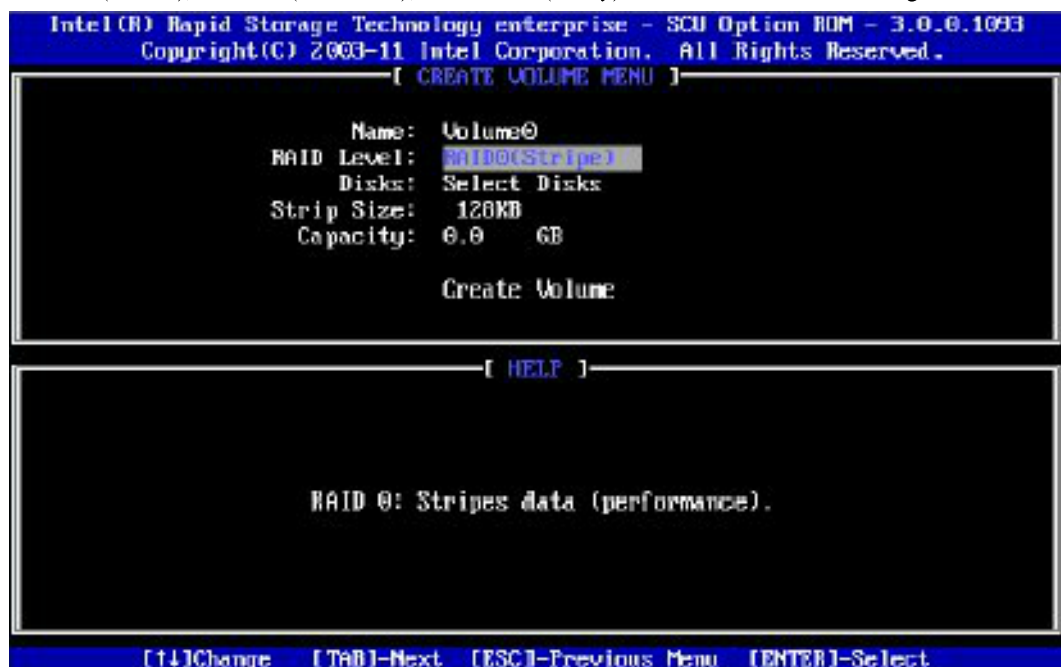 Intel(R) Rapid Storage Technology enterprise - SCU Option ROM - 3.0.0.1093
Copyright(C) 2003-11 Intel Corporation. All Rights Reserved.
[ CREATE VOLUME MENU ]
Name: Volume0
RAID Level: RAID0(Stripe)
Disks: Select Disks
Strip Size: 128KB
Capacity: 0.0 GB
Create Volume
[ HELP ]
RAID 0: Stripes data (performance).
[↑↓]Change [TAB]-Next [ESC]-Previous Menu [ENTER]-Select